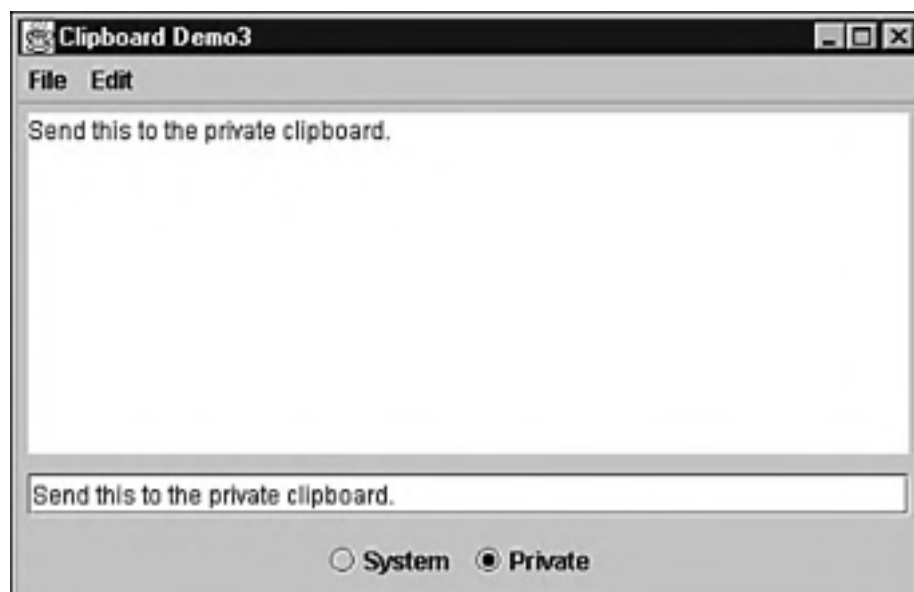 Clipboard Demo3
File Edit
Send this to the private clipboard.
Send this to the private clipboard.
System Private